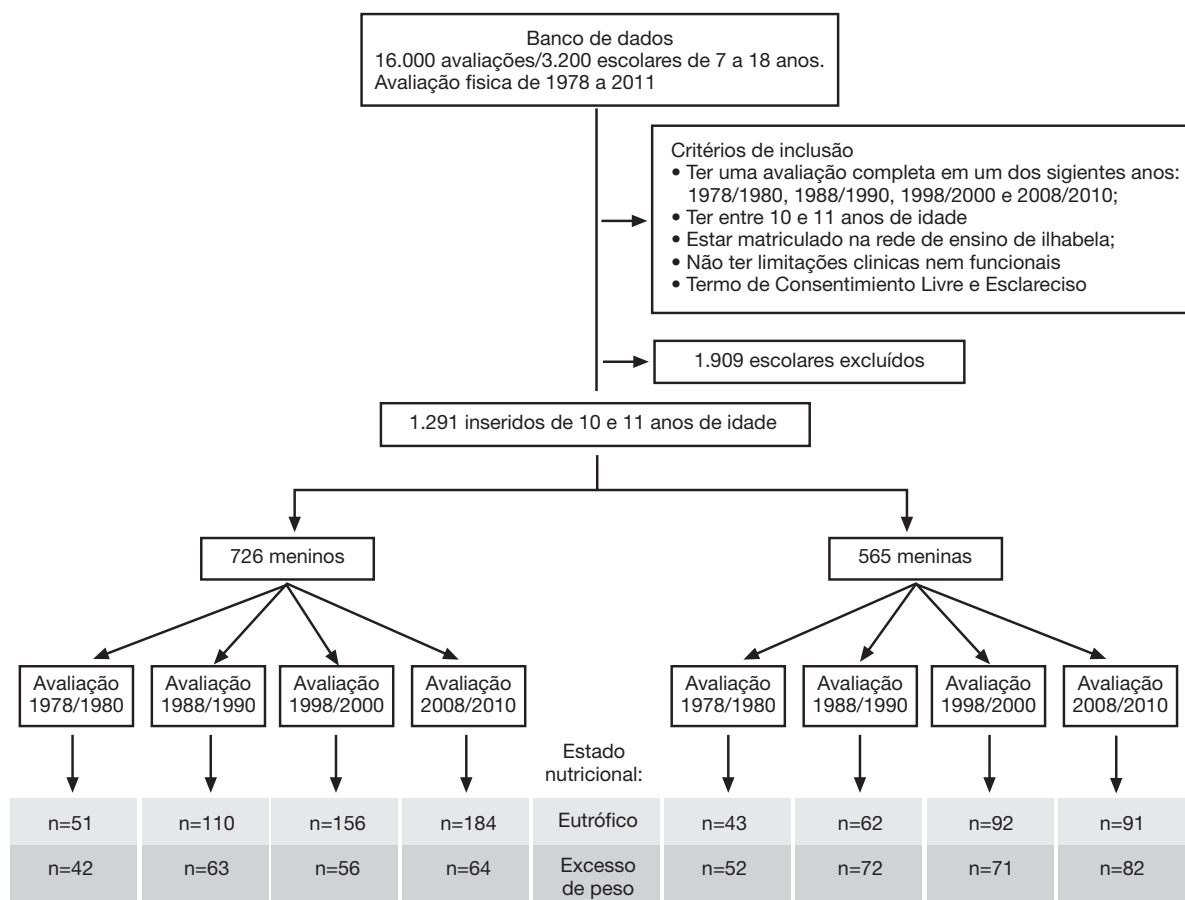 Banco de dados
16.000 avaliações/3.200 escolares de 7 a 18 anos.
Avaliação fisica de 1978 a 2011
Critérios de inclusão
• Ter uma avaliação completa em um dos sigientes anos:
1978/1980, 1988/1990, 1998/2000 e 2008/2010;
• Ter entre 10 e 11 anos de idade
• Estar matriculado na rede de ensino de ilhabela;
• Não ter limitações clinicas nem funcionais
• Termo de Consentimiento Livre e Esclareciso
1.909 escolares excluídos
1.291 inseridos de 10 e 11 anos de idade
726 meninos
565 meninas
Avaliação
1978/1980
Avaliação
1988/1990
Avaliação
1998/2000
Avaliação
2008/2010
Avaliação
1978/1980
Avaliação
1988/1990
Avaliação
1998/2000
Avaliação
2008/2010
Estado
nutricional:
n=51 n=110 n=156 n=184 Eutrófico n=43 n=62 n=92 n=91
n=42 n=63 n=56 n=64 Excesso
de peso n=52 n=72 n=71 n=82